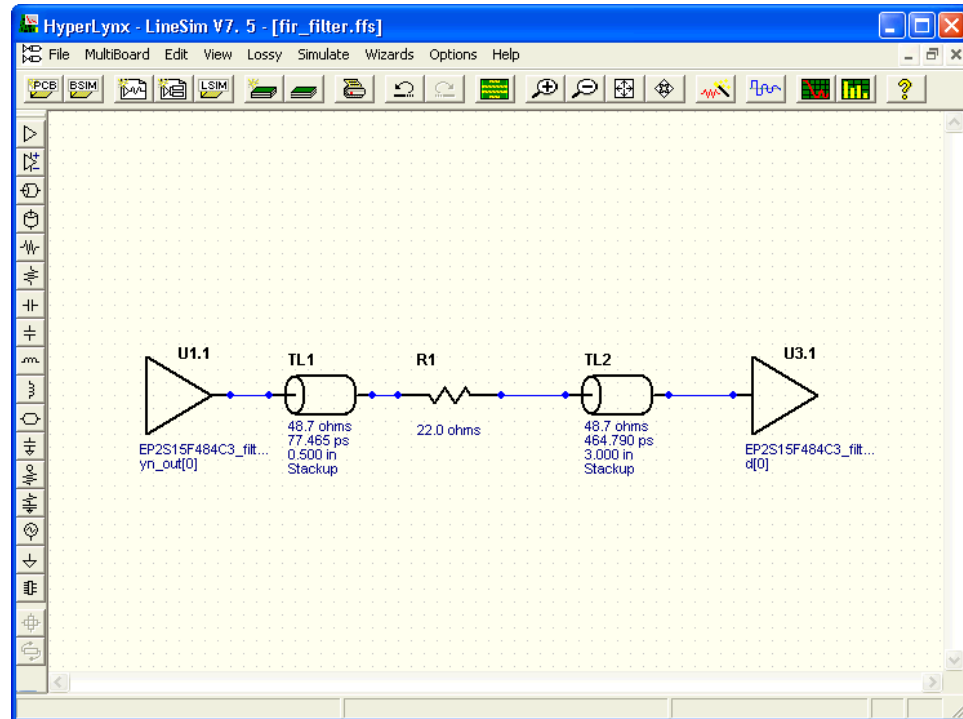 HyperLynx - LineSim V7. 5 - [fir_filter.ffs]
File MultiBoard Edit View Lossy Simulate Wizards Options Help
PCB BSIM LSIM
U1.1 TL1 R1 TL2 U3.1
48.7 ohms 22.0 ohms 48.7 ohms
77.465 ps 464.790 ps
EP2S15F484C3_filt... 0.500 in 3.000 in EP2S15F484C3_filt...
yn_out[0] Stackup Stackup d[0]